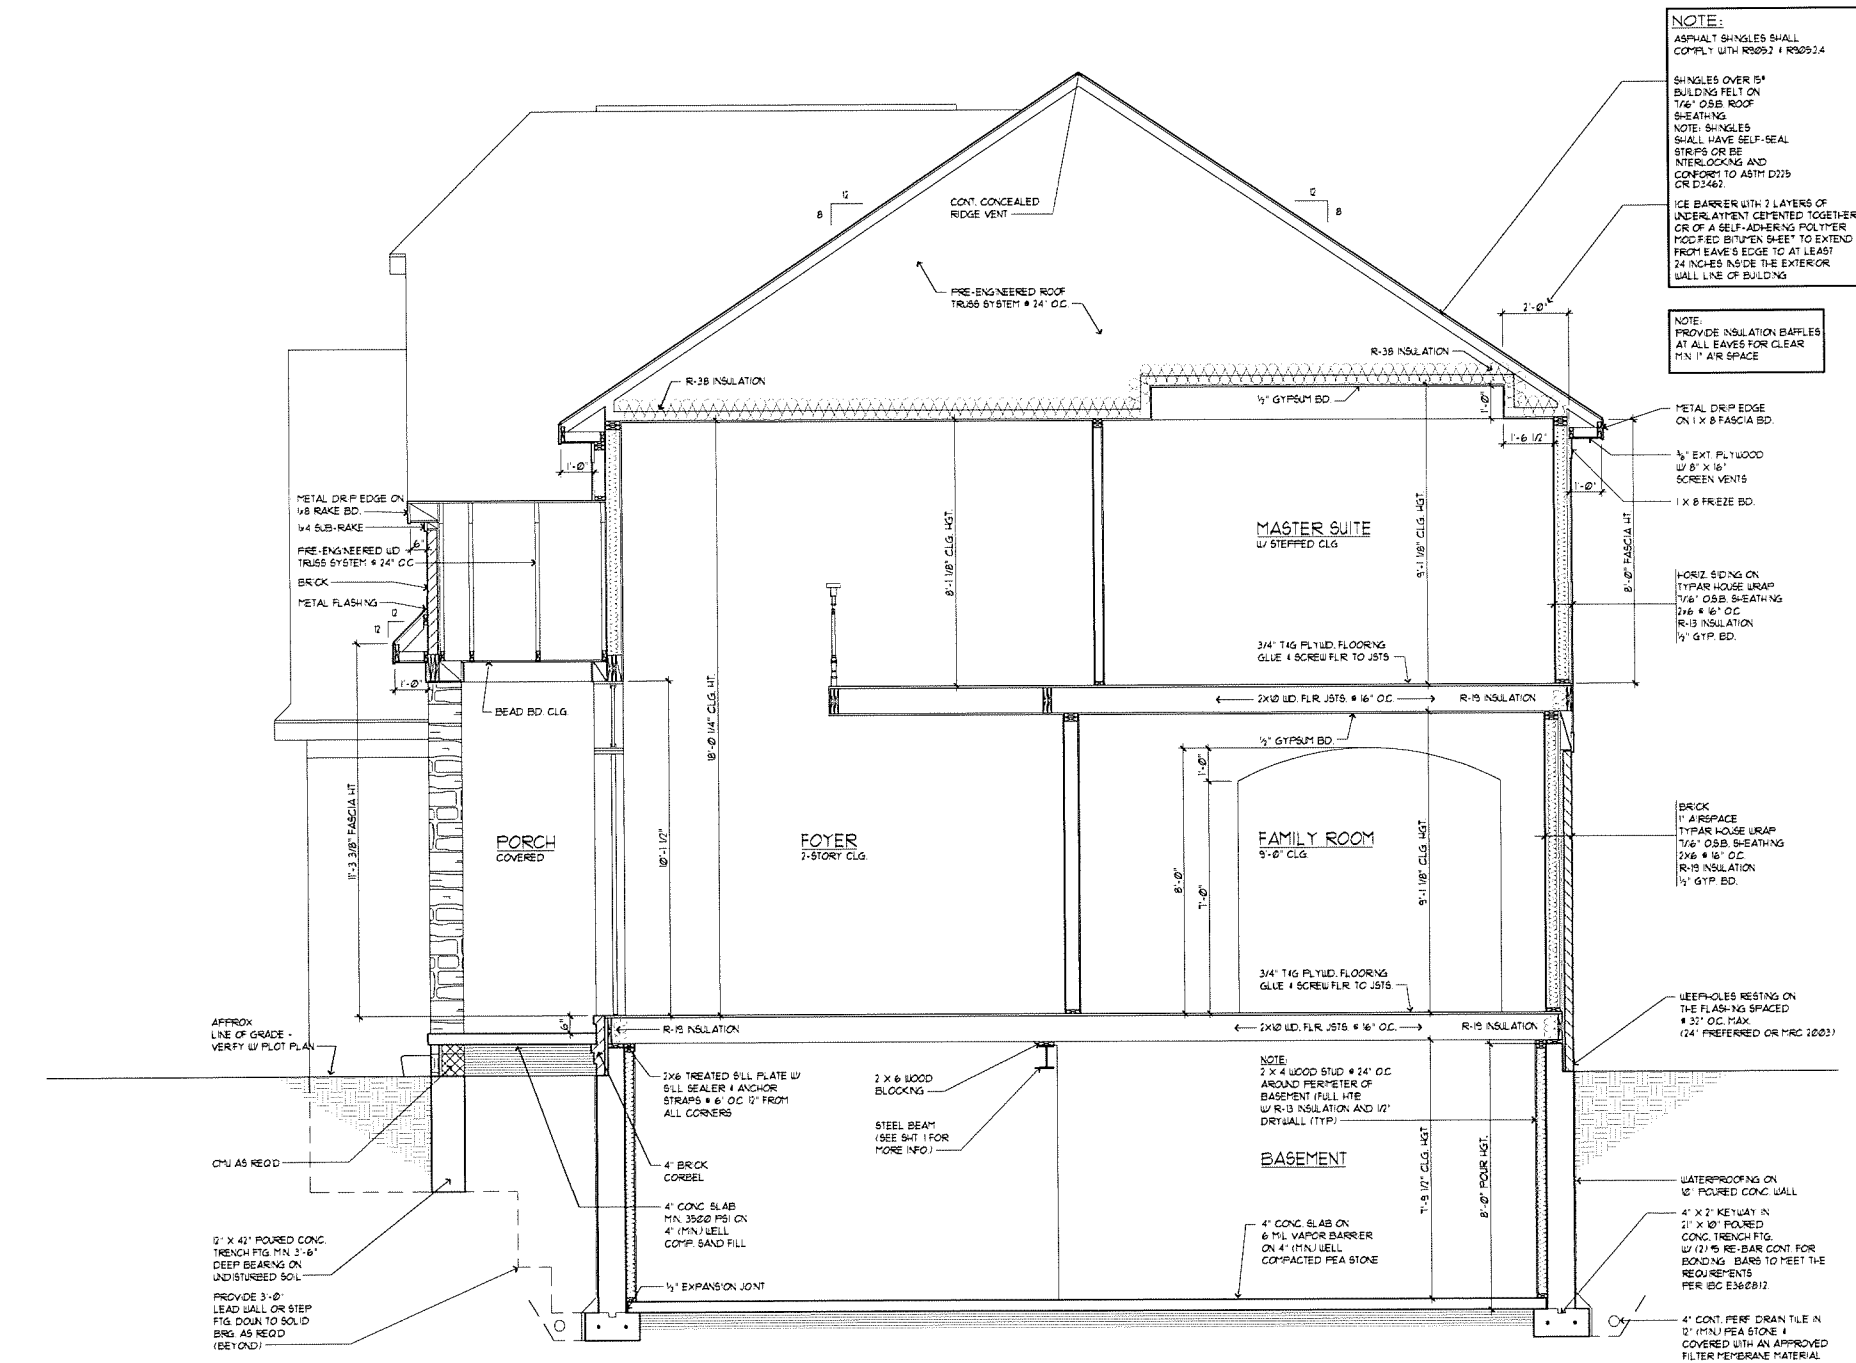 NOTE:
ASPHALT SHINGLES SHALL
COMPLY WITH R905.2 & R905.2.4
SHINGLES OVER 15#
BUILDING FELT ON
7/16" O.S.B. ROOF
SHEATHING
NOTE: SHINGLES
SHALL HAVE SELF-SEAL
STRIPS OR BE
INTERLOCKING AND
CONFORM TO ASTM D225
OR D3462.
ICE BARRIER WITH 2 LAYERS OF
UNDERLAYMENT CEMENTED TOGETHER
OR OF A SELF-ADHERING POLYMER
MODIFIED BITUMEN SHEET TO EXTEND
FROM EAVE'S EDGE TO AT LEAST
24 INCHES INSIDE THE EXTERIOR
WALL LINE OF BUILDING
NOTE:
PROVIDE INSULATION BAFFLES
AT ALL EAVES FOR CLEAR
MIN 1" AIR SPACE
12
8
12
8
CONT. CONCEALED
RIDGE VENT
PRE-ENGINEERED ROOF
TRUSS SYSTEM @ 24" O.C.
2'-0"
R-38 INSULATION
R-38 INSULATION
½" GYPSUM BD.
1'-0"
1'-6 1/2"
METAL DRIP EDGE
ON 1 X 8 FASCIA BD.
⅜" EXT. PLYWOOD
W/ 8" X 16"
SCREEN VENTS
1'-0"
1 X 8 FRIEZE BD.
1'-0"
METAL DRIP EDGE ON
1x8 RAKE BD.
1x4 SUB-RAKE
6"
PRE-ENGINEERED WD
TRUSS SYSTEM @ 24" O.C.
BRICK
METAL FLASHING
12
12
1'-0"
BEAD BD. CLG.
MASTER SUITE
W/ STEPPED CLG
8'-1 1/8" CLG. HGT.
9'-1 1/8" CLG. HGT.
8'-0" FASCIA HT
HORIZ. SIDING ON
TYPAR HOUSE WRAP
7/16" O.S.B. SHEATHING
2x6 @ 16" O.C.
R-13 INSULATION
½" GYP. BD.
3/4" T&G PLYWD. FLOORING
GLUE & SCREW FLR. TO JSTS
2X10 WD. FLR. JSTS. @ 16" O.C.
R-19 INSULATION
½" GYPSUM BD.
18'-0 1/4" CLG. HT
11'-3 3/8" FASCIA HT
10'-1 1/2"
PORCH
COVERED
FOYER
2-STORY CLG.
FAMILY ROOM
9'-0" CLG.
1'-0"
8'-0"
7'-0"
9'-1 1/8" CLG. HGT.
BRICK
1" AIRSPACE
TYPAR HOUSE WRAP
7/16" O.S.B. SHEATHING
2X6 @ 16" O.C.
R-19 INSULATION
½" GYP. BD.
3/4" T&G PLYWD. FLOORING
GLUE & SCREW FLR. TO JSTS.
WEEPHOLES RESTING ON
THE FLASHING SPACED
@ 32" O.C. MAX.
(24" PREFERRED OR MRC 2003)
APPROX
LINE OF GRADE -
VERIFY W/ PLOT PLAN
6"
R-19 INSULATION
2X10 WD. FLR. JSTS. @ 16" O.C.
R-19 INSULATION
2X6 TREATED SILL PLATE W/
SILL SEALER & ANCHOR
STRAPS @ 6' O.C. 12" FROM
ALL CORNERS
2 X 6 WOOD
BLOCKING
STEEL BEAM
(SEE SHT 1 FOR
MORE INFO.)
NOTE:
2 X 4 WOOD STUD @ 24" O.C.
AROUND PERIMETER OF
BASEMENT (FULL HT)
W/ R-13 INSULATION AND 1/2"
DRYWALL (TYP)
BASEMENT
7'-9 1/2" CLG. HGT
8'-0" POUR HGT.
CMU AS REQ'D
4" BRICK
CORBEL
4" CONC SLAB
MIN. 3500 PSI ON
4" (MIN.) WELL
COMP. SAND FILL
½" EXPANSION JOINT
4" CONC. SLAB ON
6 MIL VAPOR BARRIER
ON 4" (MIN.) WELL
COMPACTED PEA STONE
WATERPROOFING ON
10" POURED CONC. WALL
4" X 2" KEYWAY IN
21" X 10" POURED
CONC. TRENCH FTG.
W/ (2) #5 RE-BAR CONT. FOR
BONDING. BARS TO MEET THE
REQUIREMENTS
PER IBC E3608.1.2.
12" X 42" POURED CONC.
TRENCH FTG. MIN. 3'-6"
DEEP BEARING ON
UNDISTURBED SOIL
PROVIDE 3'-0"
LEAD WALL OR STEP
FTG. DOWN TO SOLID
BRG. AS REQ'D
(BEYOND)
4" CONT. PERF DRAIN TILE IN
12" (MIN.) PEA STONE &
COVERED WITH AN APPROVED
FILTER MEMBRANE MATERIAL